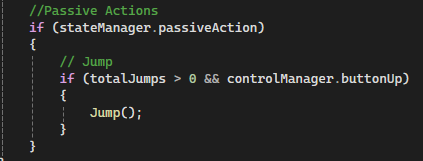 //Passive Actions
if (stateManager.passiveAction)
{
// Jump
if (totalJumps > 0 && controlManager.buttonUp)
{
Jump();
}
}